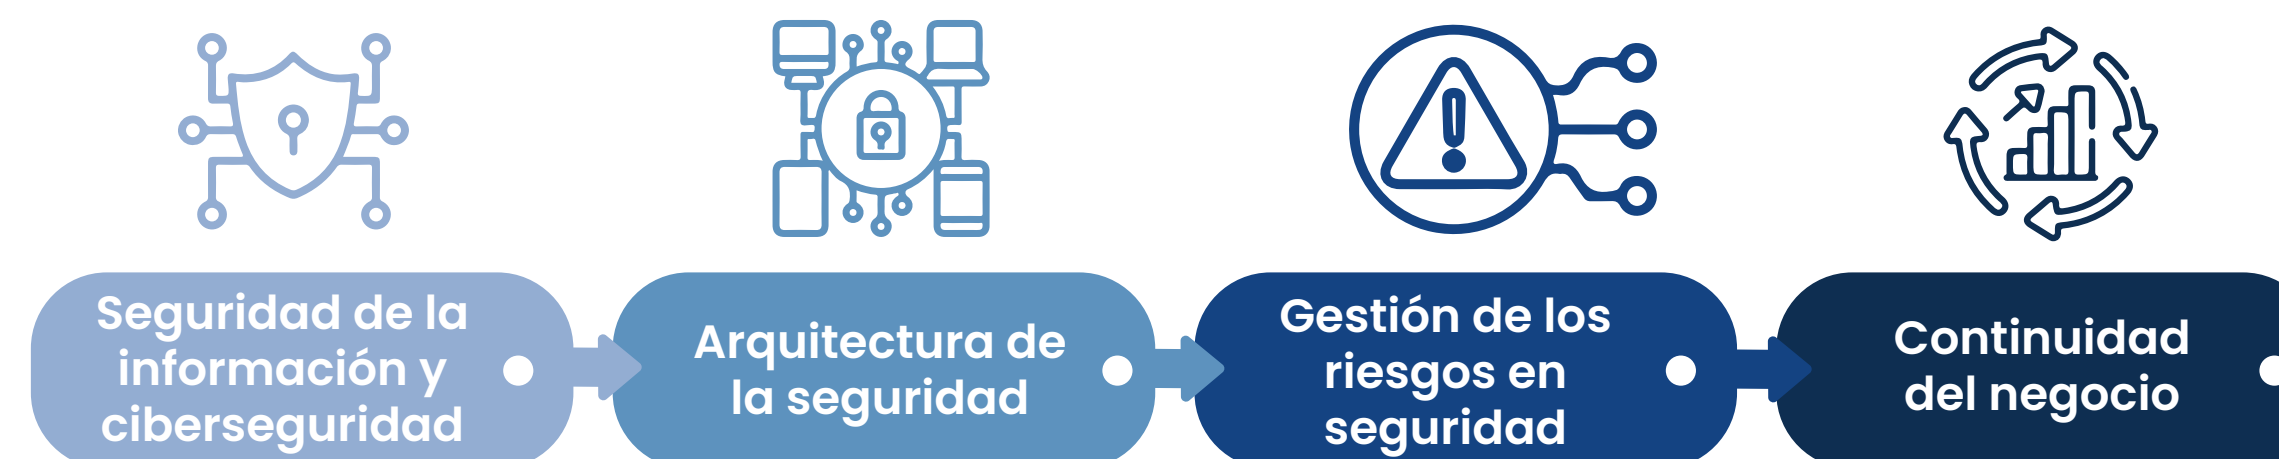 Seguridad de la
información y
ciberseguridad
Arquitectura de
la seguridad
Gestión de los
riesgos en
seguridad
Continuidad
del negocio